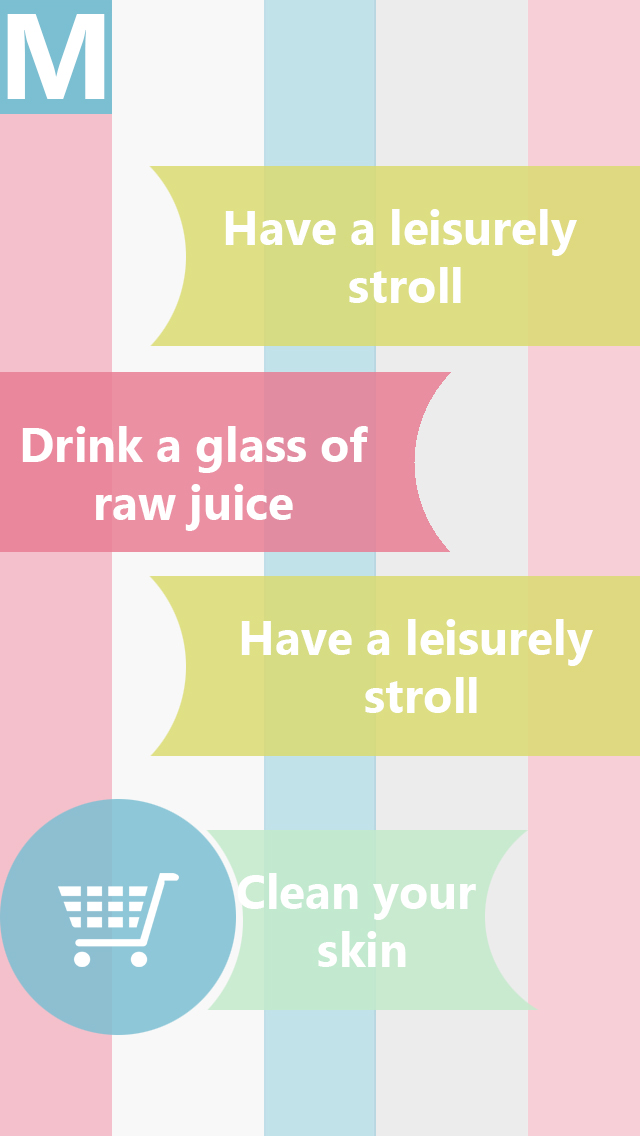 M
Have a leisurely
stroll
Drink a glass of
raw juice
Have a leisurely
stroll
Clean your
skin